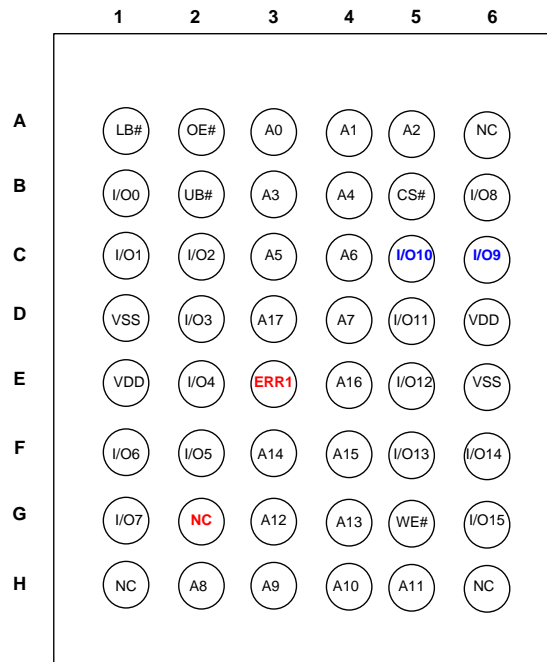 1 2 3 4 5 6
A LB# OE# A0 A1 A2 NC
B I/O0 UB# A3 A4 CS# I/O8
C I/O1 I/O2 A5 A6 I/O10 I/O9
D VSS I/O3 A17 A7 I/O11 VDD
E VDD I/O4 ERR1 A16 I/O12 VSS
F I/O6 I/O5 A14 A15 I/O13 I/O14
G I/O7 NC A12 A13 WE# I/O15
H NC A8 A9 A10 A11 NC